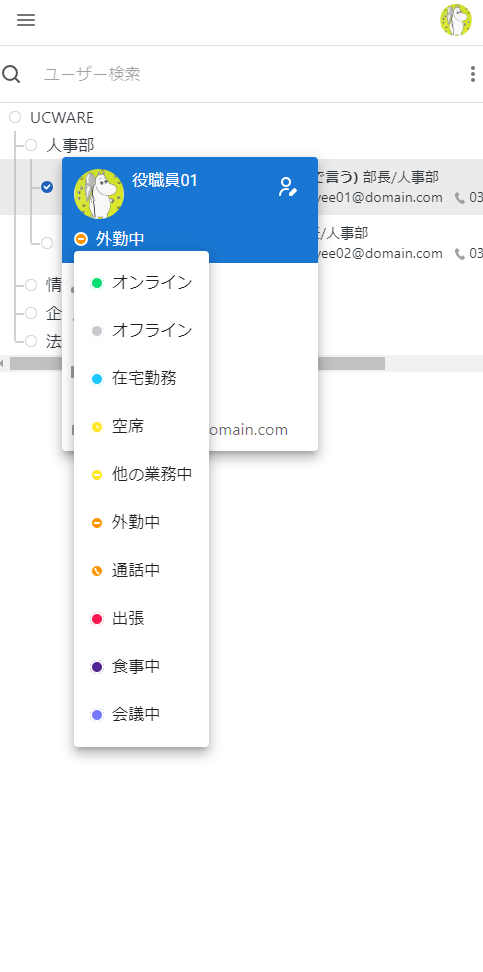 ユーザー検索
UCWARE
人事部
役職員01
で言う) 部長/人事部
yee01@domain.com 03
外勤中
/人事部
yee02@domain.com 03
オンライン
情
企
オフライン
法
在宅勤務
空席
omain.com
他の業務中
外勤中
通話中
出張
食事中
会議中